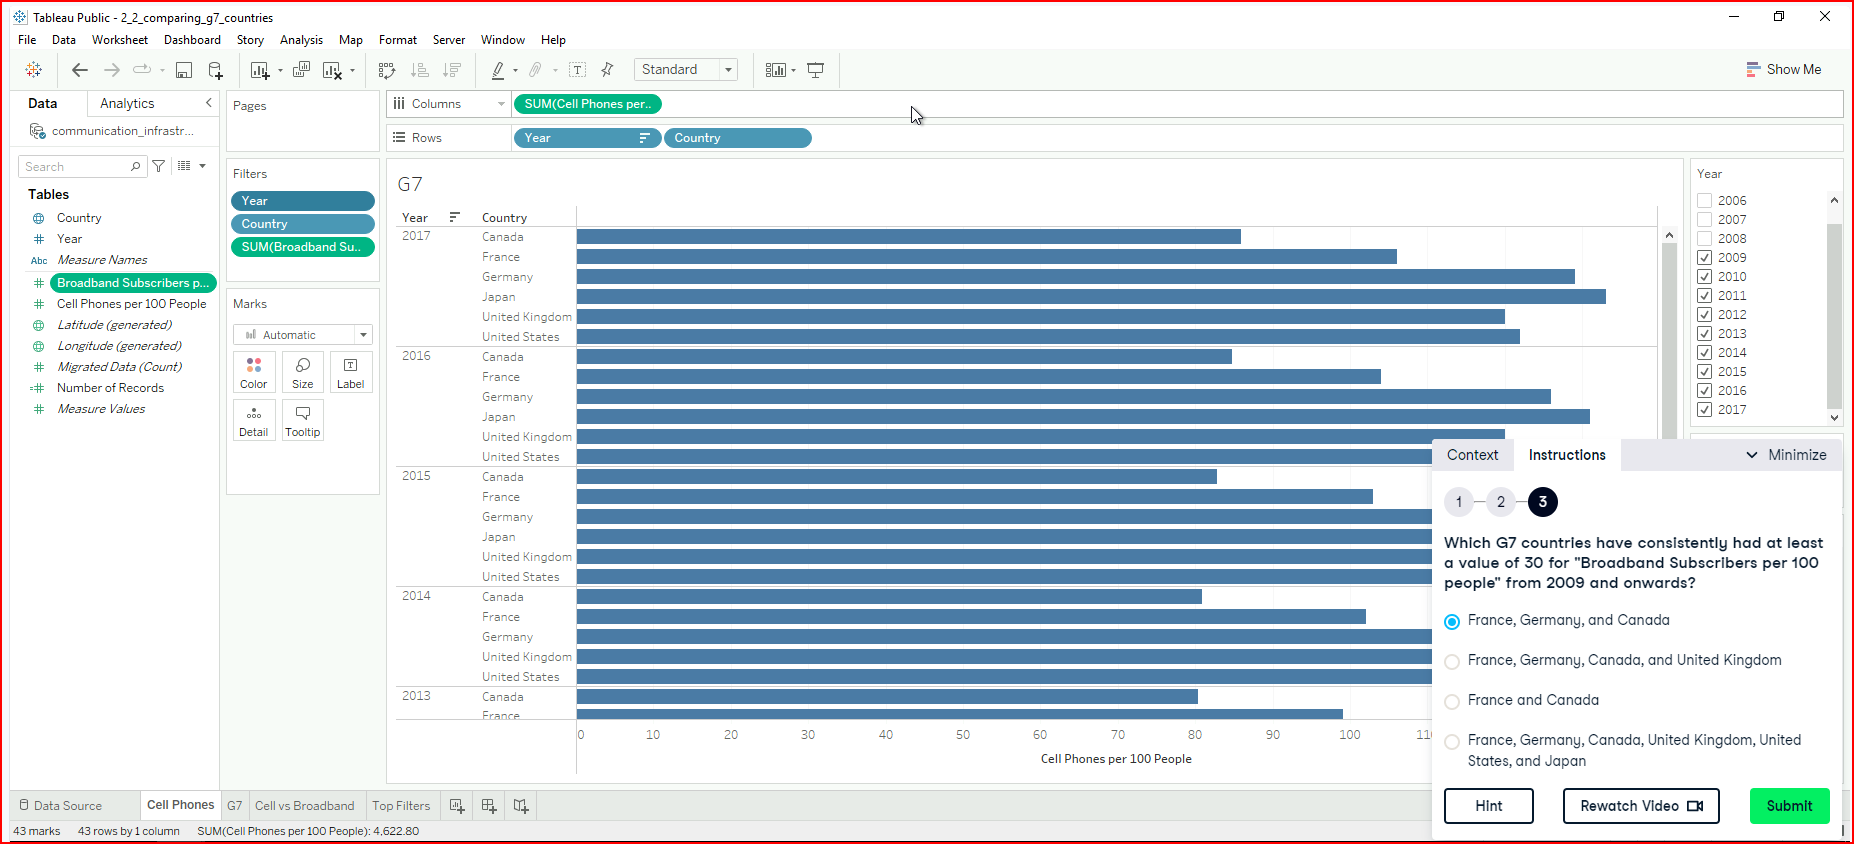 Tableau Public - 2_2_comparing_g7_countries
File Data Worksheet Dashboard Story Analysis Map Format Server Window Help
Standard
Show Me
Data Analytics
communication_infrastr...
Search
Tables
Country
Year
Abc Measure Names
Broadband Subscribers p...
Cell Phones per 100 People
Latitude (generated)
Longitude (generated)
Migrated Data (Count)
Number of Records
Measure Values
Pages
Filters
Year
Country
SUM(Broadband Su..
Marks
Automatic
Color Size Label
Detail Tooltip
Columns SUM(Cell Phones per..
Rows Year Country
G7
Year Country
2017 Canada
France
Germany
Japan
United Kingdom
United States
2016 Canada
France
Germany
Japan
United Kingdom
United States
2015 Canada
France
Germany
Japan
United Kingdom
United States
2014 Canada
France
Germany
United Kingdom
United States
2013 Canada
France
0 10 20 30 40 50 60 70 80 90 100
Cell Phones per 100 People
Year
2006
2007
2008
2009
2010
2011
2012
2013
2014
2015
2016
2017
Context Instructions Minimize
1 2 3
Which G7 countries have consistently had at least
a value of 30 for "Broadband Subscribers per 100
people" from 2009 and onwards?
France, Germany, and Canada
France, Germany, Canada, and United Kingdom
France and Canada
France, Germany, Canada, United Kingdom, United
States, and Japan
Hint Rewatch Video Submit
Data Source Cell Phones G7 Cell vs Broadband Top Filters
43 marks 43 rows by 1 column SUM(Cell Phones per 100 People): 4,622.80